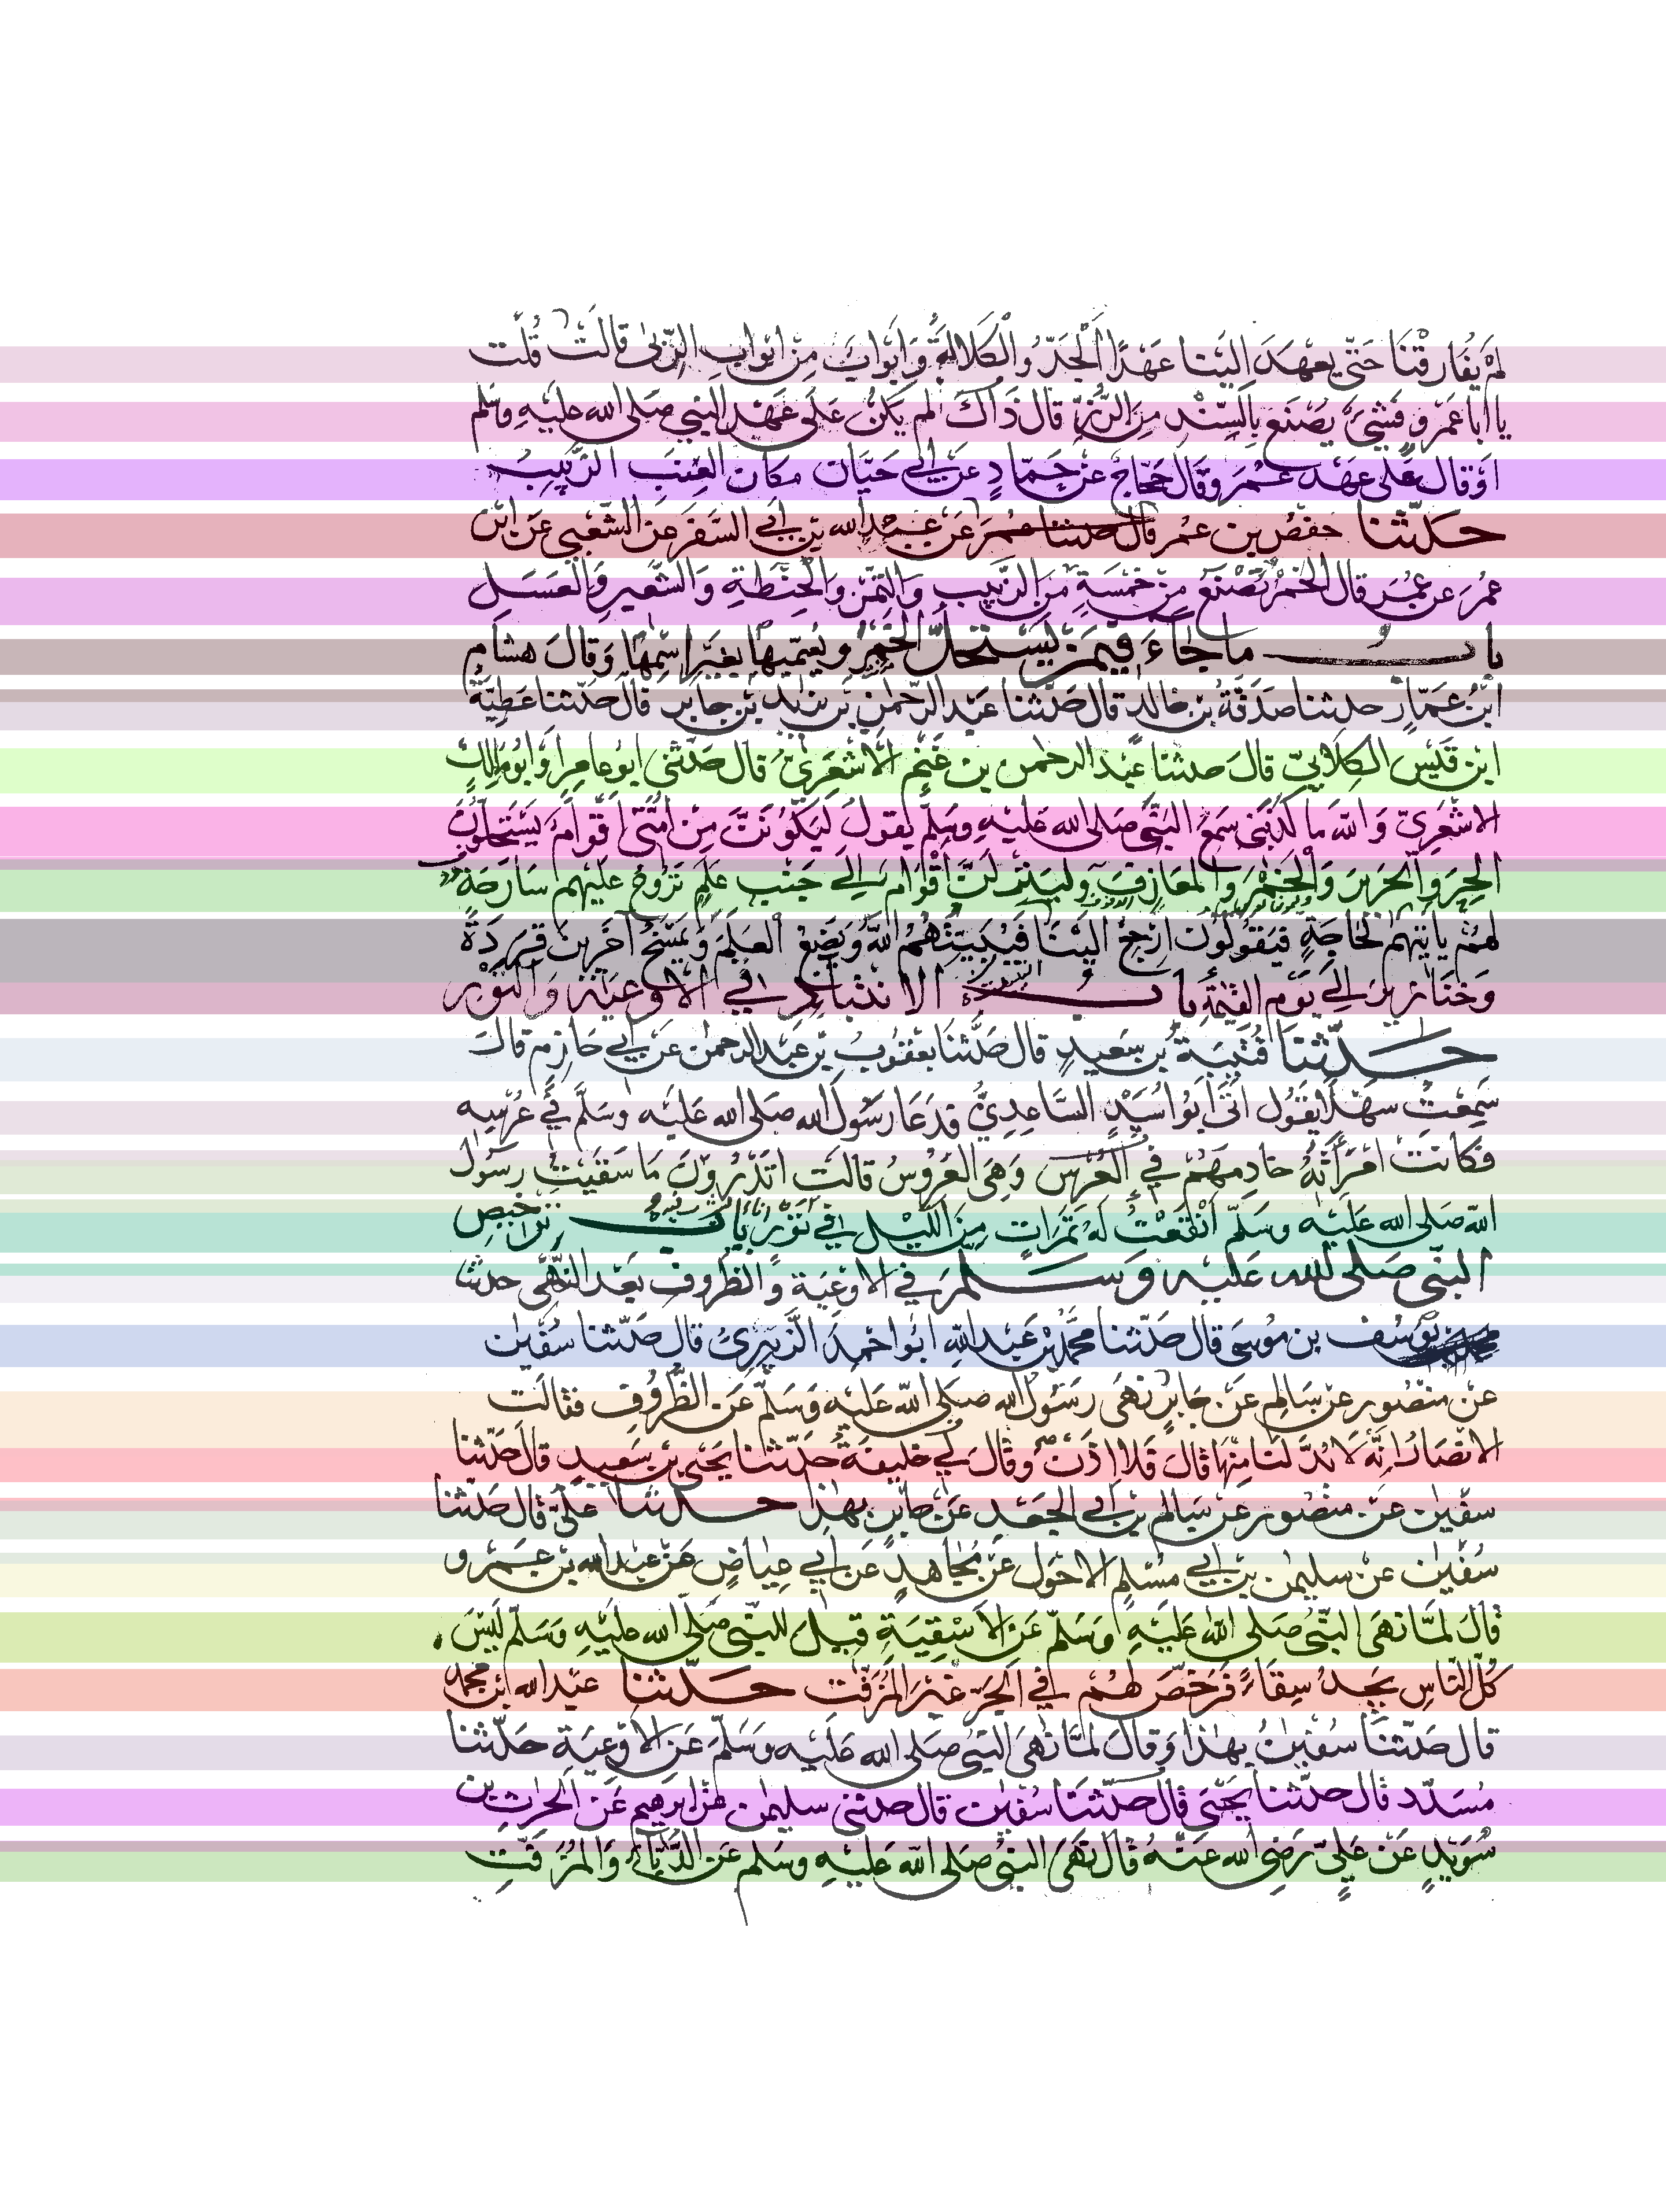 لم يفارقنا حتى يعهد الينا عهدا الجد والكلالة وابواب من ابواب الربى قالت قلت
يا ابا عمرو فشيء يصنع بالسند من الرز قال ذاك لم يكن على عهد النبي صلى الله عليه وسلم
او قال على عهد عمر وقال حجاج عن حماد عن ابي حيان مكان العنب الزبيب
حدثنا حفص بن عمر قال حدثنا عمر عن عبد الله بن ابي السفر عن الشعبي عن ابن
عمر عن عمر قال الخمر تصنع من خمسة من الزبيب والتمر والحنطة والشعير والعسل
باب ما جاء فيمن يستحل الخمر ويسميها بغير اسمها وقال هشام
ابن عمار حدثنا صدقة بن خالد قال حدثنا عبد الرحمن بن يزيد بن جابر قال حدثنا عطية
ابن قيس الكلابي قال حدثنا عبد الرحمن بن غنم الاشعري قال حدثني ابو عامر او ابو مالك
الاشعري والله ما كذبني سمع النبي صلى الله عليه وسلم يقول ليكونن من امتي اقوام يستحلون
الحر والحرير والخمر والمعازف ولينزلن اقوام الى جنب علم تروح عليهم سارحة
لهم ياتيهم لحاجة فيقولون ارجع الينا فيبيتهم الله ويضع العلم ويمسخ اخرين قردة
وخنازير الى يوم القيمة باب الانتباذ في الاوعية والتور
حدثنا قتيبة بن سعيد قال حدثنا يعقوب بن عبد الرحمن عن ابي حازم قال
سمعت سهلا يقول اتى ابو اسيد الساعدي فدعا رسول الله صلى الله عليه وسلم في عرسه
فكانت امراته خادمهم في العرس وهي العروس قالت اتدرون ما سقيت رسول
الله صلى الله عليه وسلم انقعت له تمرات من الليل في تور باب ترخيص
النبي صلى الله عليه وسلم في الاوعية والظروف بعد النهي حدثنا
يوسف بن موسى قال حدثنا محمد بن عبد الله ابو احمد الزبيري قال حدثنا سفين
عن منصور عن سالم عن جابر نهى رسول الله صلى الله عليه وسلم عن الظروف فقالت
الانصار انه لا بد لنا منها قال فلا اذن وقال لي خليفة حدثنا يحيى بن سعيد قال حدثنا
سفين عن منصور عن سالم بن ابي الجعد عن جابر بهذا حدثنا علي قال حدثنا
سفين عن سليمن بن ابي مسلم الاحول عن مجاهد عن ابي عياض عن عبد الله بن عمرو
قال لما نهى النبي صلى الله عليه وسلم عن الاسقية قيل للنبي صلى الله عليه وسلم ليس
كل الناس يجد سقاء فرخص لهم في الجر غير المزفت حدثنا عبد الله ابن محمد
قال حدثنا سفين بهذا وقال لما نهى النبي صلى الله عليه وسلم عن الاوعية حدثنا
مسدد قال حدثنا يحيى قال حدثنا سفين قال حدثني سليمن عن ابرهيم عن الحرث بن
سويد عن علي رضي الله عنه قال نهى النبي صلى الله عليه وسلم عن الدباء والمزفت